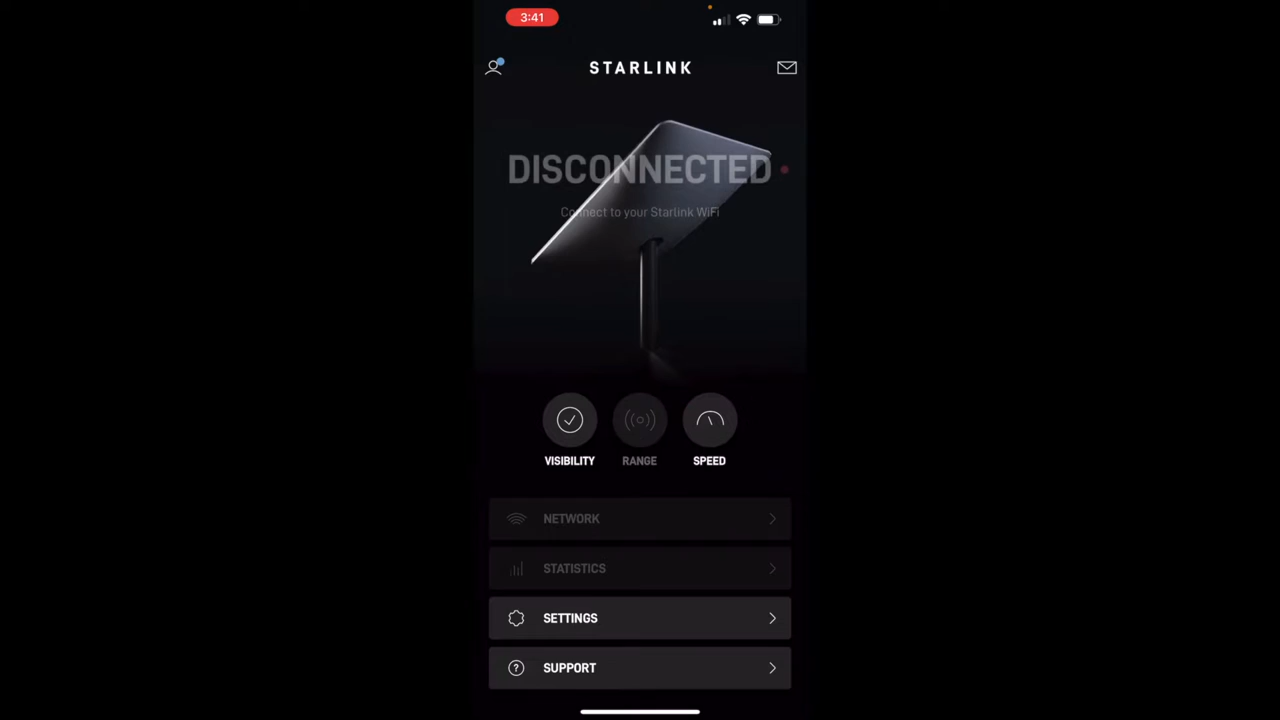 3:41
STARLINK
DISCONNECTED
Connect to your Starlink WiFi
VISIBILITY
RANGE
SPEED
NETWORK
STATISTICS
SETTINGS
? SUPPORT